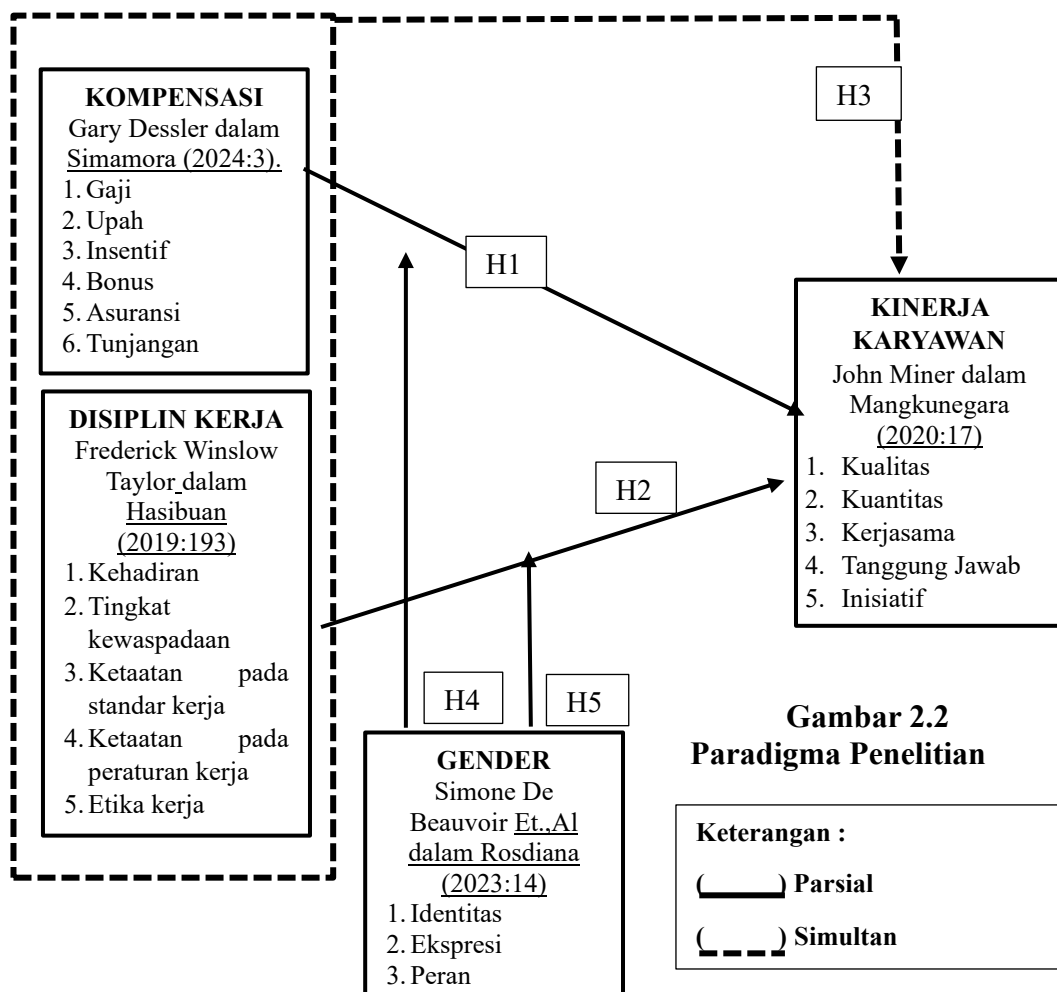 KOMPENSASI
Gary Dessler dalam
Simamora (2024:3).
1. Gaji
2. Upah
3. Insentif
4. Bonus
5. Asuransi
6. Tunjangan
DISIPLIN KERJA
Frederick Winslow
Taylor dalam
Hasibuan
(2019:193)
1. Kehadiran
2. Tingkat
kewaspadaan
3. Ketaatan pada
standar kerja
4. Ketaatan pada
peraturan kerja
5. Etika kerja
H3
H1
H2
KINERJA
KARYAWAN
John Miner dalam
Mangkunegara
(2020:17)
1. Kualitas
2. Kuantitas
3. Kerjasama
4. Tanggung Jawab
5. Inisiatif
H4
H5
GENDER
Simone De
Beauvoir Et.,Al
dalam Rosdiana
(2023:14)
1. Identitas
2. Ekspresi
3. Peran
Gambar 2.2
Paradigma Penelitian
Keterangan :
(______) Parsial
(_ _ _ _) Simultan